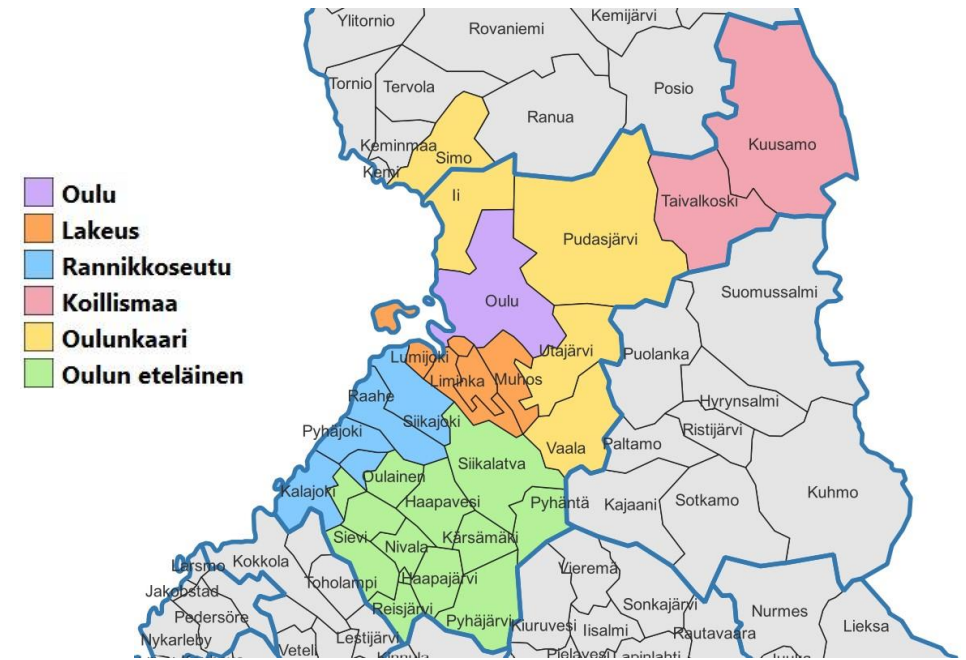 Ylitornio
Rovaniemi
Kemijärvi
Tornio
Tervola
Posio
Ranua
Keminmaa
Simo
Kuusamo
Kemi
Oulu
Lakeus
Rannikkoseutu
Koillismaa
Oulunkaari
Oulun eteläinen
Ii
Taivalkoski
Pudasjärvi
Suomussalmi
Oulu
Lumijoki
Utajärvi
Puolanka
Liminka
Muhos
Raahe
Hyrynsalmi
Siikajoki
Pyhäjoki
Ristijärvi
Vaala
Paltamo
Siikalatva
Oulainen
Kalajoki
Haapavesi
Pyhäntä
Kajaani
Sotkamo
Kuhmo
Sievi
Nivala
Kärsämäki
Larsmo
Kokkola
Vieremä
Toholampi
Haapajärvi
Jakobstad
Reisjärvi
Sonkajärvi
Nurmes
Pedersöre
Pyhäjärvi
Kiuruvesi
Iisalmi
Rautavaara
Lieksa
Nykarleby
Lestijärvi
Veteli